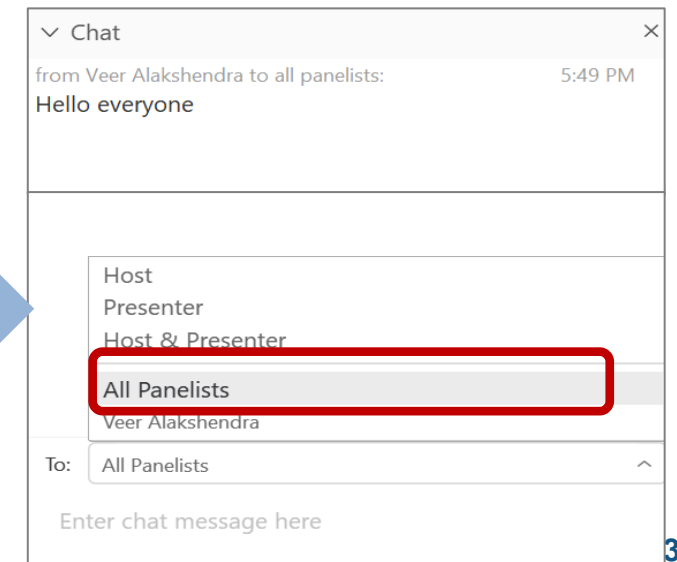 Chat
from Veer Alakshendra to all panelists: 5:49 PM
Hello everyone
Host
Presenter
Host & Presenter
All Panelists
Veer Alakshendra
To: All Panelists
Enter chat message here
3